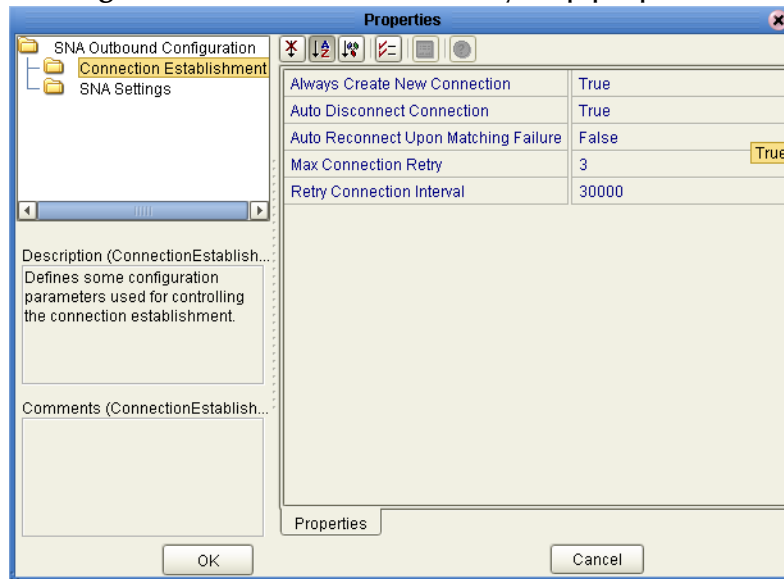 Properties
SNA Outbound Configuration
Connection Establishment
SNA Settings
Description (ConnectionEstablish...
Defines some configuration
parameters used for controlling
the connection establishment.
Comments (ConnectionEstablish...
Always Create New Connection True
Auto Disconnect Connection True
Auto Reconnect Upon Matching Failure False
True
Max Connection Retry 3
Retry Connection Interval 30000
Properties
OK
Cancel